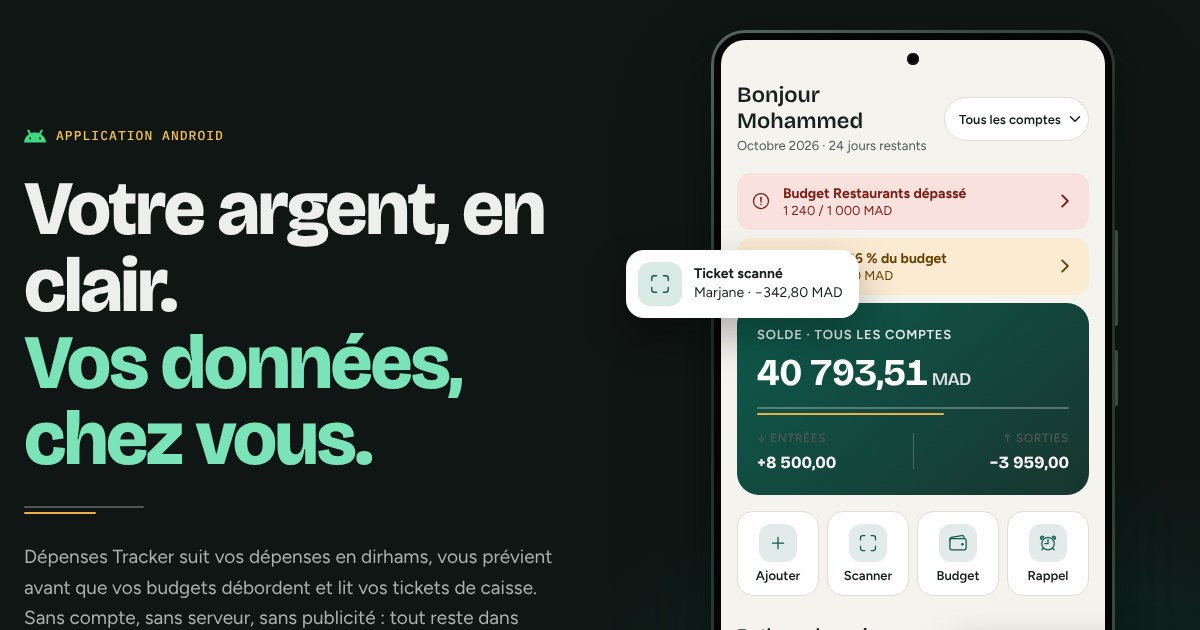 APPLICATION ANDROID
Votre argent, en
clair.
Vos données,
chez vous.
Dépenses Tracker suit vos dépenses en dirhams, vous prévient
avant que vos budgets débordent et lit vos tickets de caisse.
Sans compte, sans serveur, sans publicité : tout reste dans
Bonjour
Mohammed
Tous les comptes
Octobre 2026 · 24 jours restants
Budget Restaurants dépassé
1 240 / 1 000 MAD
% du budget
MAD
Ticket scanné
Marjane · −342,80 MAD
SOLDE · TOUS LES COMPTES
40 793,51 MAD
↓ ENTRÉES
↑ SORTIES
+8 500,00
−3 959,00
Ajouter
Scanner
Budget
Rappel